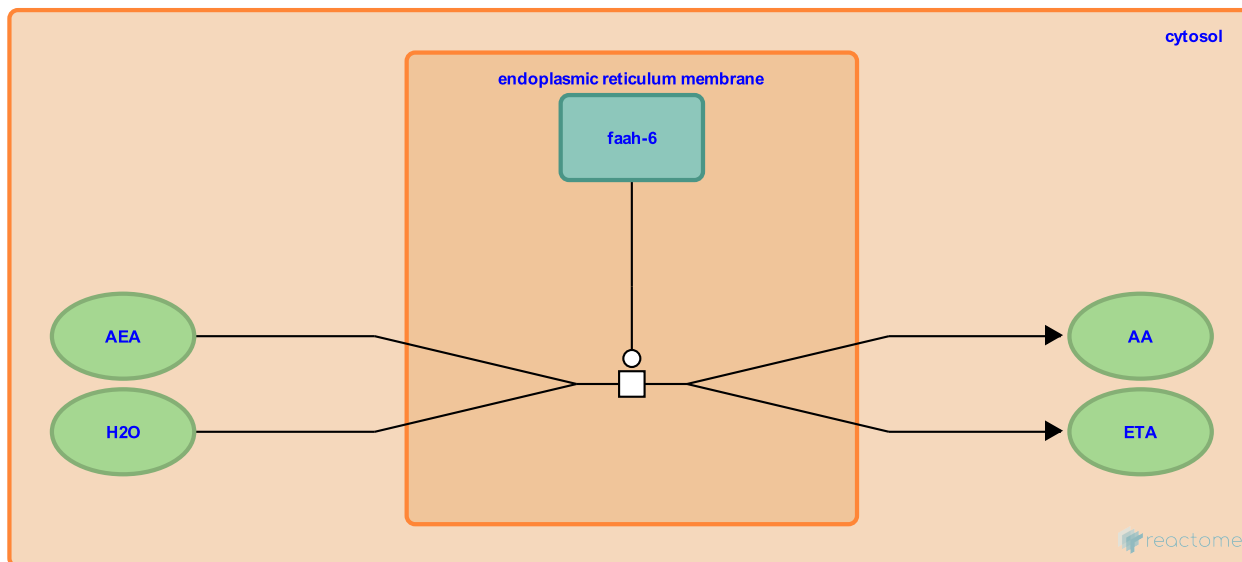 cytosol
endoplasmic reticulum membrane
faah-6
AEA
AA
H2O
ETA
reactome